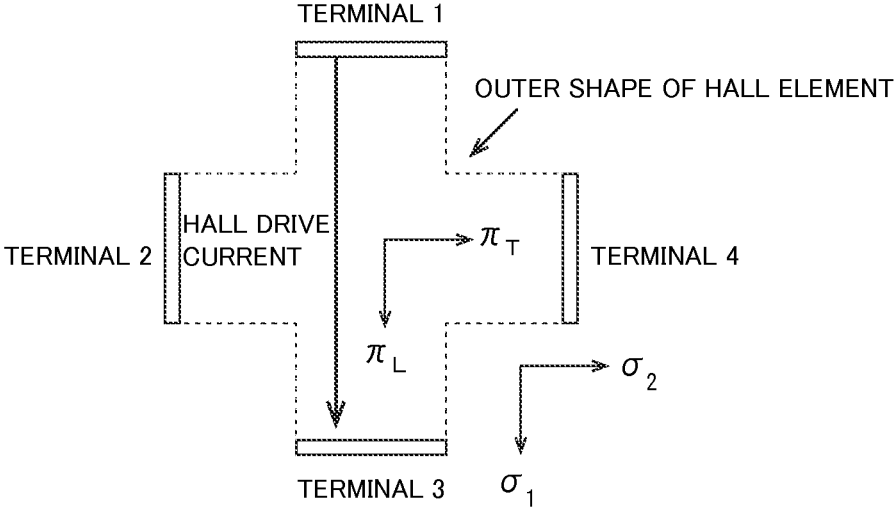 TERMINAL 1
OUTER SHAPE OF HALL ELEMENT
HALL DRIVE
CURRENT
TERMINAL 2
π T
TERMINAL 4
π L
σ 2
TERMINAL 3
σ 1